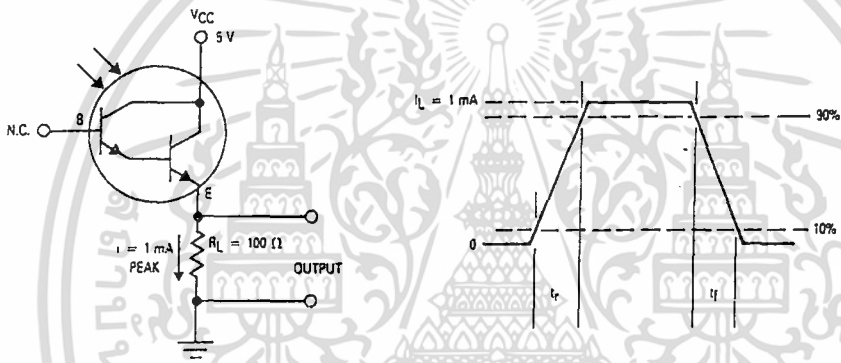 VCC
5 V
N.C.
B
E
i = 1 mA
PEAK
RL = 100 Ω
OUTPUT
IL = 1 mA
90%
10%
0
tr
tf